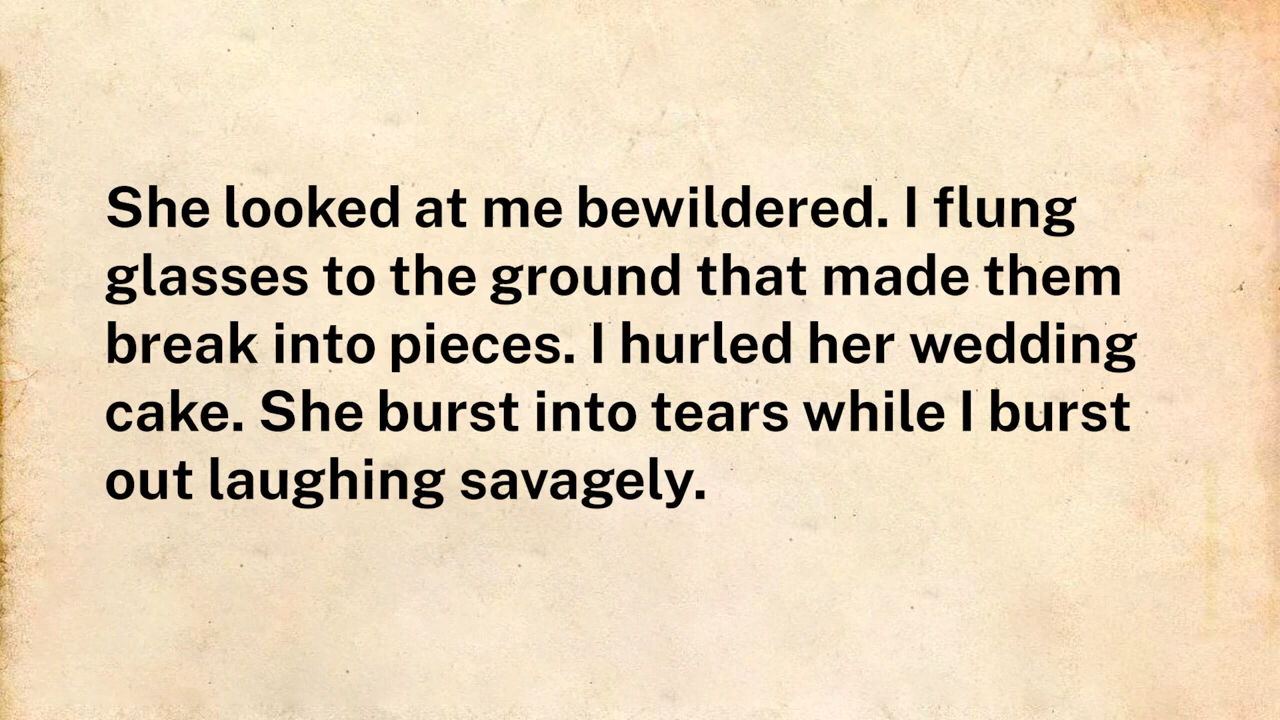 She looked at me bewildered. I flung
glasses to the ground that made them
break into pieces. I hurled her wedding
cake. She burst into tears while I burst
out laughing savagely.